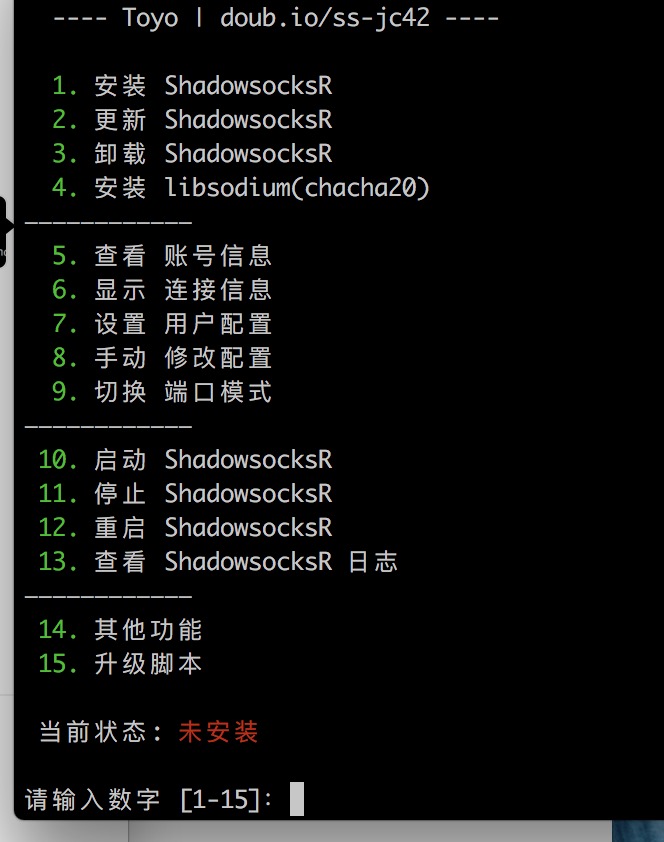 ---- Toyo | doub.io/ss-jc42 ----
1. 安装 ShadowsocksR
2. 更新 ShadowsocksR
3. 卸载 ShadowsocksR
4. 安装 libsodium(chacha20)
————————————
5. 查看 账号信息
6. 显示 连接信息
7. 设置 用户配置
8. 手动 修改配置
9. 切换 端口模式
————————————
10. 启动 ShadowsocksR
11. 停止 ShadowsocksR
12. 重启 ShadowsocksR
13. 查看 ShadowsocksR 日志
————————————
14. 其他功能
15. 升级脚本
当前状态: 未安装
请输入数字 [1-15]: